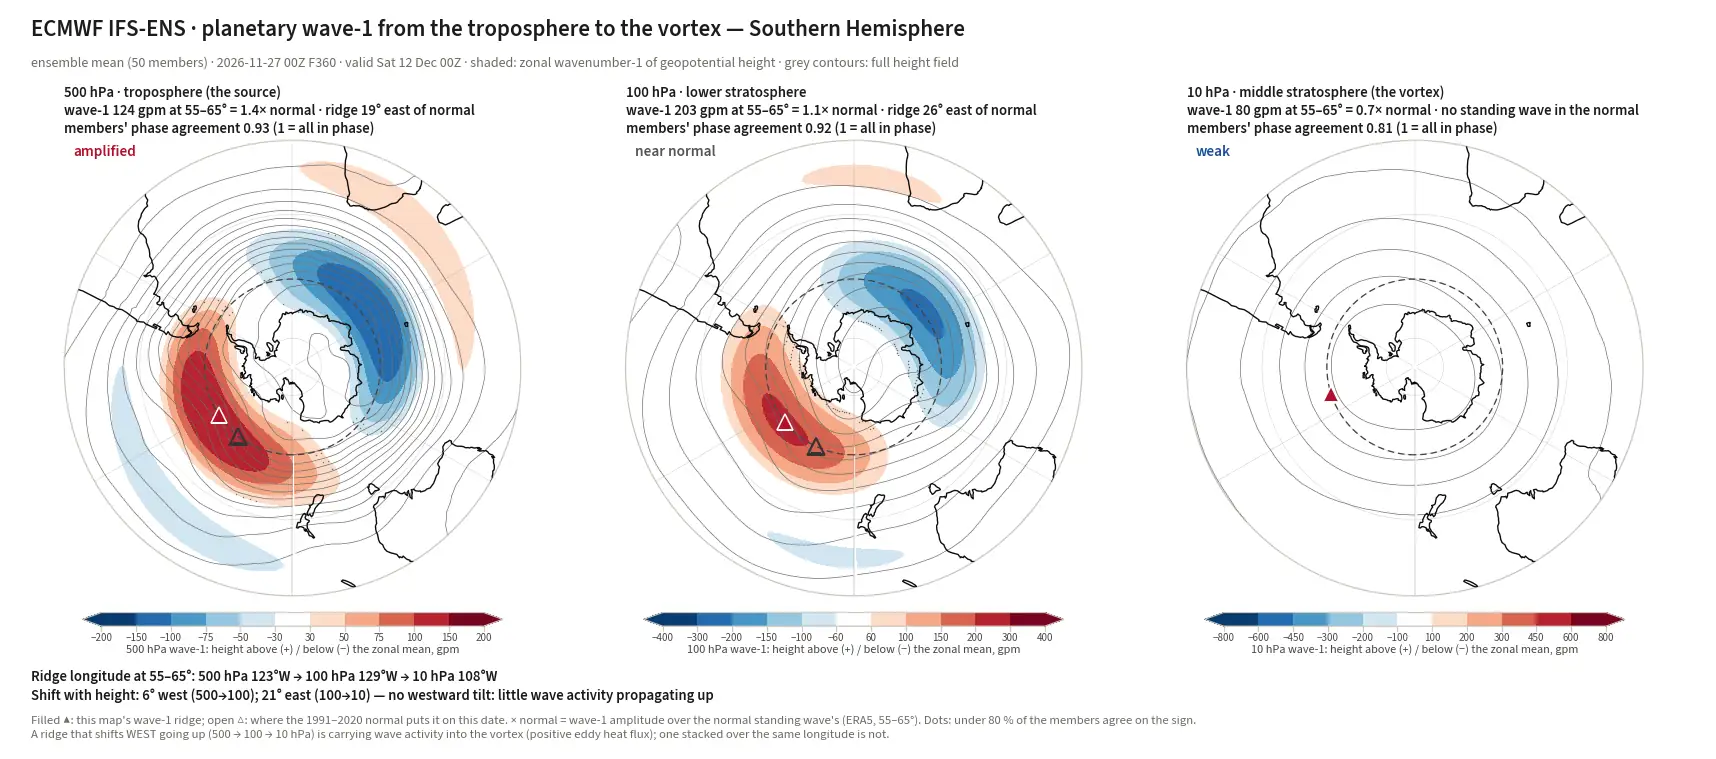 ECMWF IFS-ENS · planetary wave-1 from the troposphere to the vortex — Southern Hemisphere
ensemble mean (50 members) · 2026-11-27 00Z F360 · valid Sat 12 Dec 00Z · shaded: zonal wavenumber-1 of geopotential height · grey contours: full height field
500 hPa · troposphere (the source)
wave-1 124 gpm at 55–65° = 1.4× normal · ridge 19° east of normal
members' phase agreement 0.93 (1 = all in phase)
amplified
100 hPa · lower stratosphere
wave-1 203 gpm at 55–65° = 1.1× normal · ridge 26° east of normal
members' phase agreement 0.92 (1 = all in phase)
near normal
10 hPa · middle stratosphere (the vortex)
wave-1 80 gpm at 55–65° = 0.7× normal · no standing wave in the normal
members' phase agreement 0.81 (1 = all in phase)
weak
−200 −150 −100 −75 −50 −30 30 50 75 100 150 200
500 hPa wave-1: height above (+) / below (−) the zonal mean, gpm
−400 −300 −200 −150 −100 −60 60 100 150 200 300 400
100 hPa wave-1: height above (+) / below (−) the zonal mean, gpm
−800 −600 −450 −300 −200 −100 100 200 300 450 600 800
10 hPa wave-1: height above (+) / below (−) the zonal mean, gpm
Ridge longitude at 55–65°: 500 hPa 123°W → 100 hPa 129°W → 10 hPa 108°W
Shift with height: 6° west (500→100); 21° east (100→10) — no westward tilt: little wave activity propagating up
Filled ▲: this map's wave-1 ridge; open △: where the 1991–2020 normal puts it on this date. × normal = wave-1 amplitude over the normal standing wave's (ERA5, 55–65°). Dots: under 80 % of the members agree on the sign.
A ridge that shifts WEST going up (500 → 100 → 10 hPa) is carrying wave activity into the vortex (positive eddy heat flux); one stacked over the same longitude is not.